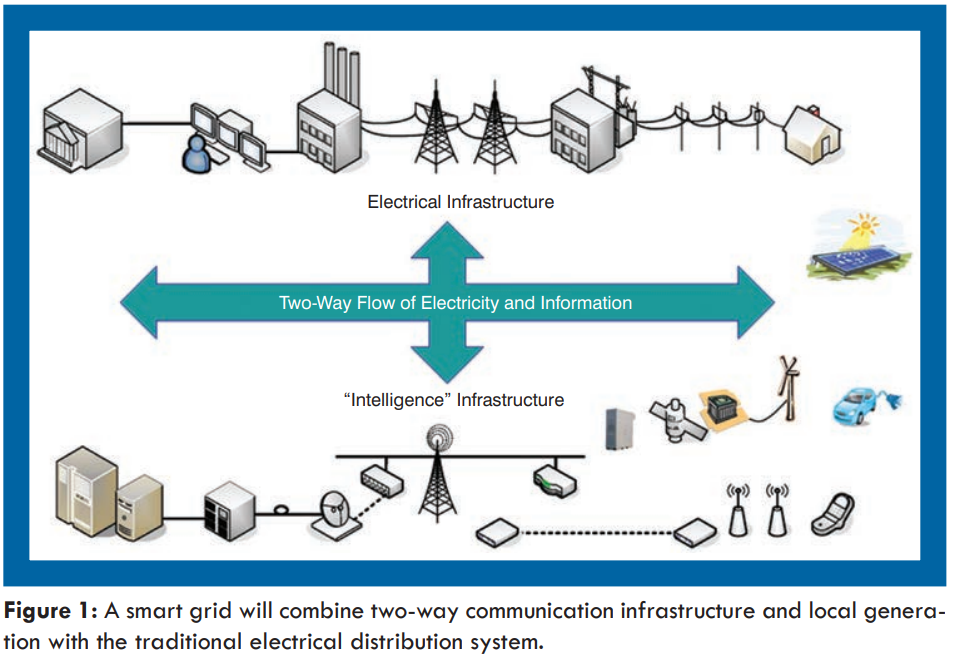 Electrical Infrastructure
Two-Way Flow of Electricity and Information
“Intelligence” Infrastructure
Figure 1: A smart grid will combine two-way communication infrastructure and local genera-
tion with the traditional electrical distribution system.